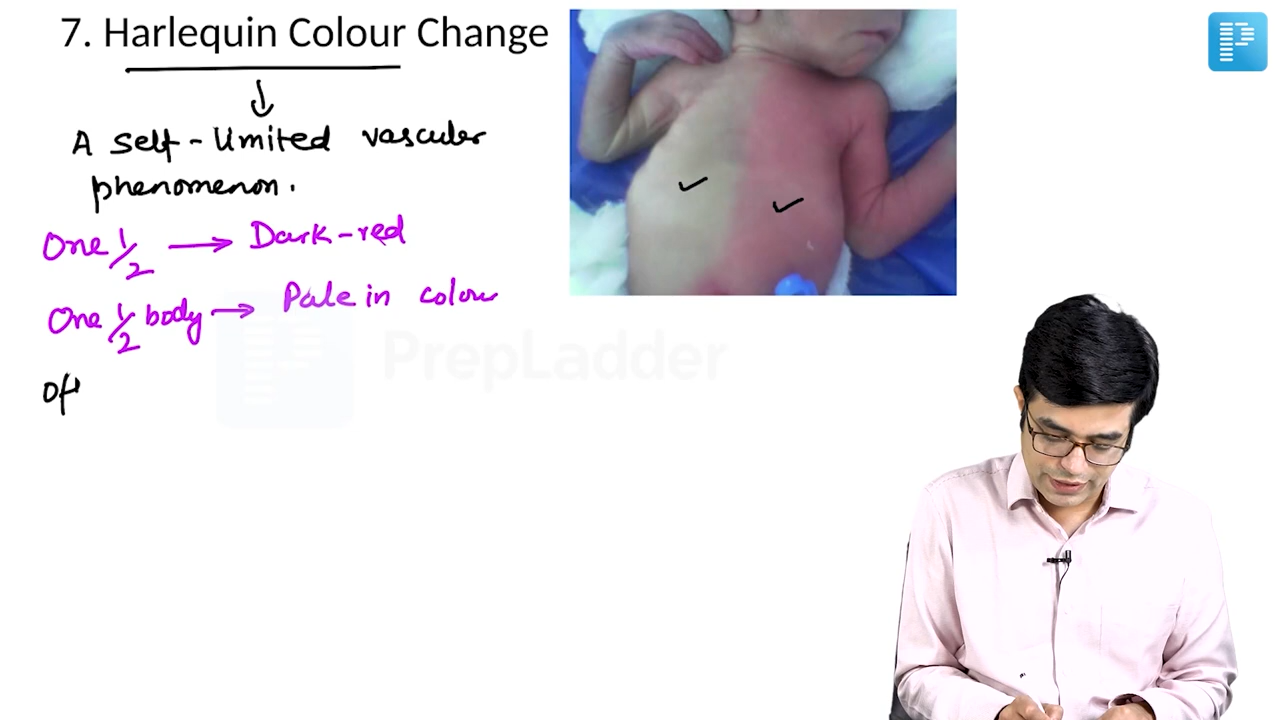 7. Harlequin Colour Change
A self-limited vascular
phenomenon.
One 1/2 → Dark-red
One 1/2 body → Pale in colour
Of
PrepLadder